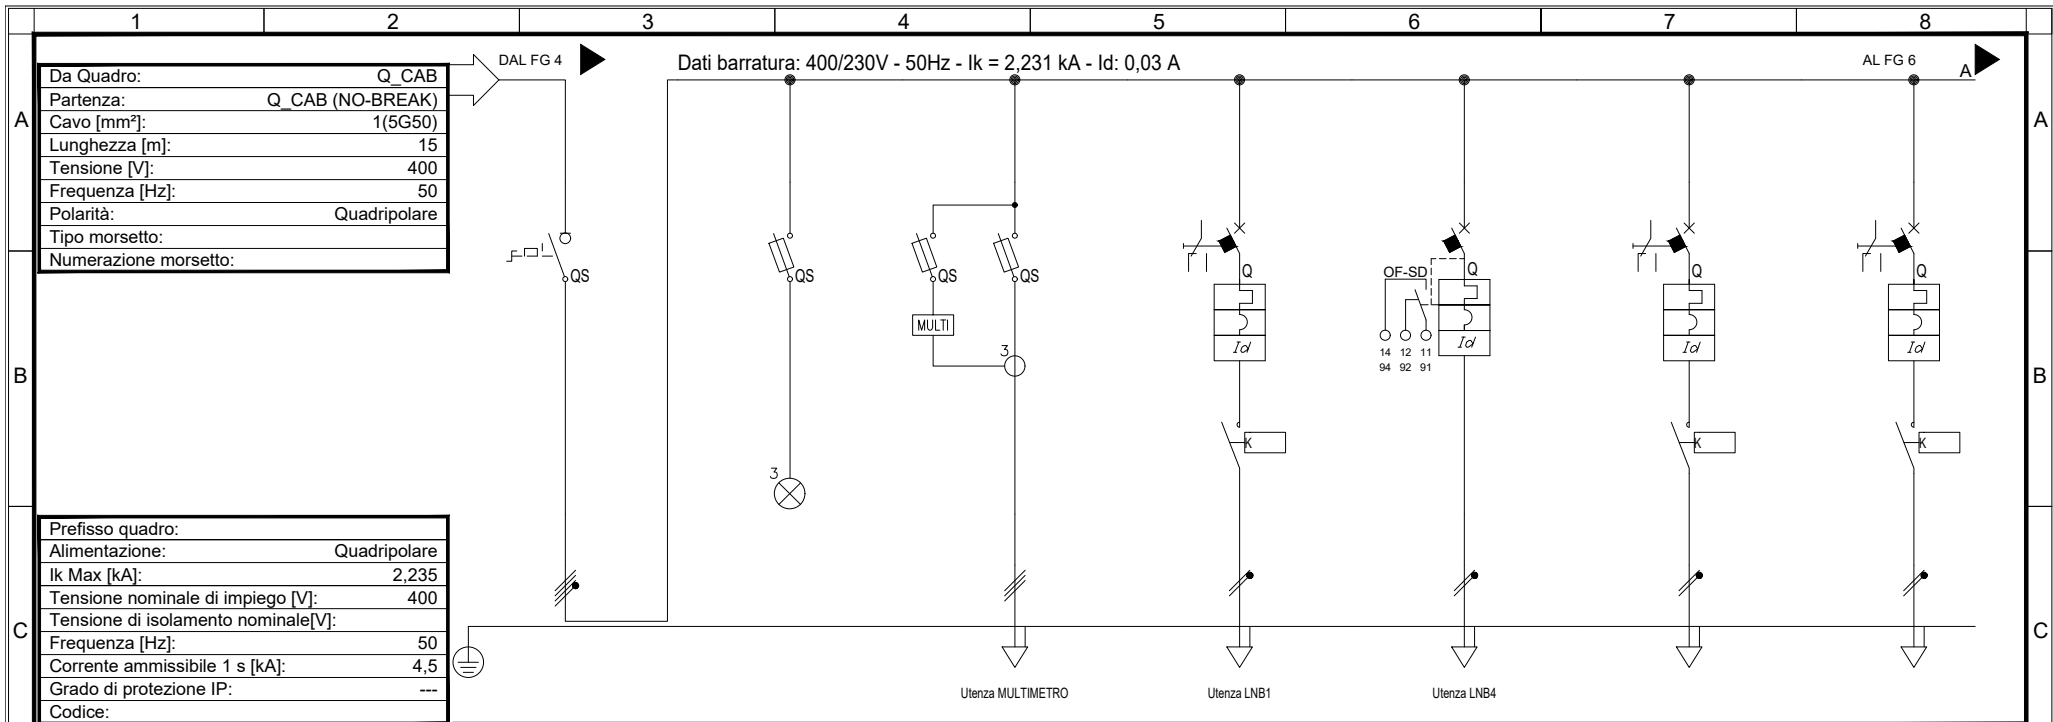 1 2 3 4 5 6 7 8
DAL FG 4
Dati barratura: 400/230V - 50Hz - Ik = 2,231 kA - Id: 0,03 A
AL FG 6
A
A
A
Da Quadro: Q_CAB
Partenza: Q_CAB (NO-BREAK)
Cavo [mm²]: 1(5G50)
Lunghezza [m]: 15
Tensione [V]: 400
Frequenza [Hz]: 50
Polarità: Quadripolare
Tipo morsetto:
Numerazione morsetto:
QS
QS
QS
QS
Q
OF-SD
Q
Q
Q
MULTI
3
Id
Id
Id
Id
14 12 11
94 92 91
B
B
K
K
K
3
Prefisso quadro:
Alimentazione: Quadripolare
Ik Max [kA]: 2,235
Tensione nominale di impiego [V]: 400
Tensione di isolamento nominale[V]:
Frequenza [Hz]: 50
Corrente ammissibile 1 s [kA]: 4,5
Grado di protezione IP: ---
Codice:
C
C
Utenza MULTIMETRO
Utenza LNB1
Utenza LNB4